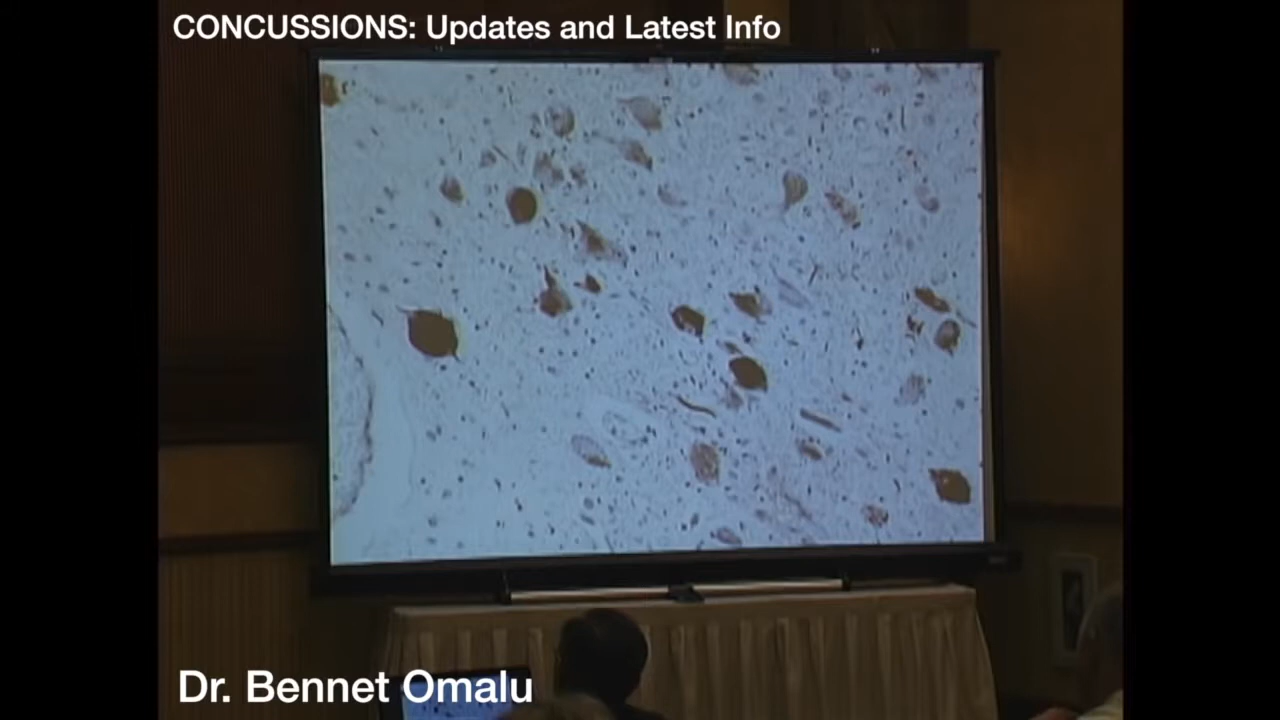 CONCUSSIONS: Updates and Latest Info
Dr. Bennet Omalu